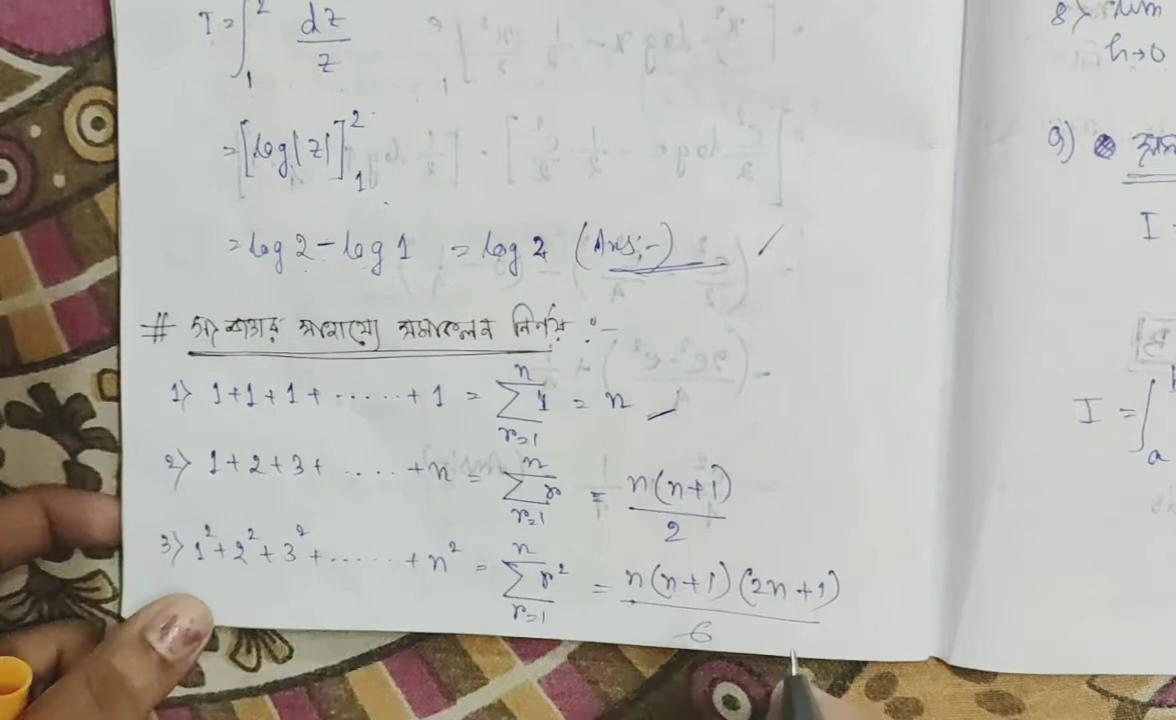 I = ∫₁² dz/z
= [log|z|]₁²
= log 2 - log 1 = log 2 (Ans:-)
# সংজ্ঞার সাহায্যে সমাকলন নির্ণয় :-
1> 1+1+1+ ......+ 1 = ∑ᵣ₌₁ⁿ 1 = n
2> 1+2+3+ .... +n = ∑ᵣ₌₁ⁿ r = n(n+1)/2
3> 1²+2²+3²+......+n² = ∑ᵣ₌₁ⁿ r² = n(n+1)(2n+1)/6
8> lim h→0
9)
I =
I = ∫ₐ